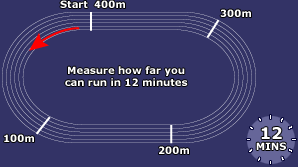 Start 400m
300m
Measure how far you
can run in 12 minutes
100m
200m
12
MINS